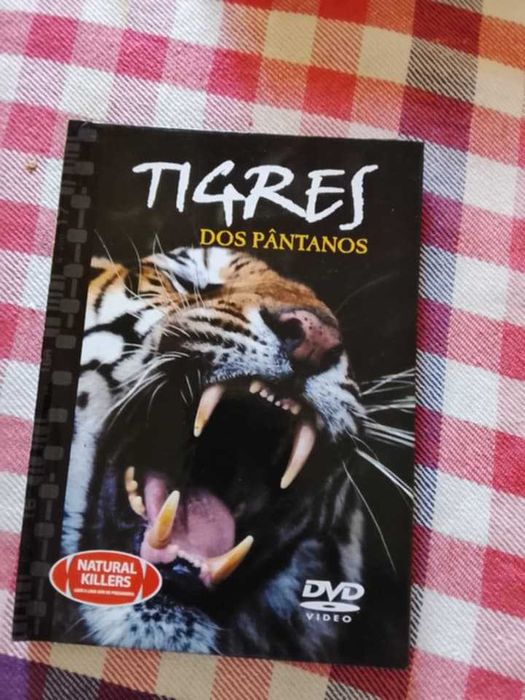 TIGRES
DOS PÂNTANOS
NATURAL
KILLERS
DVD
VIDEO